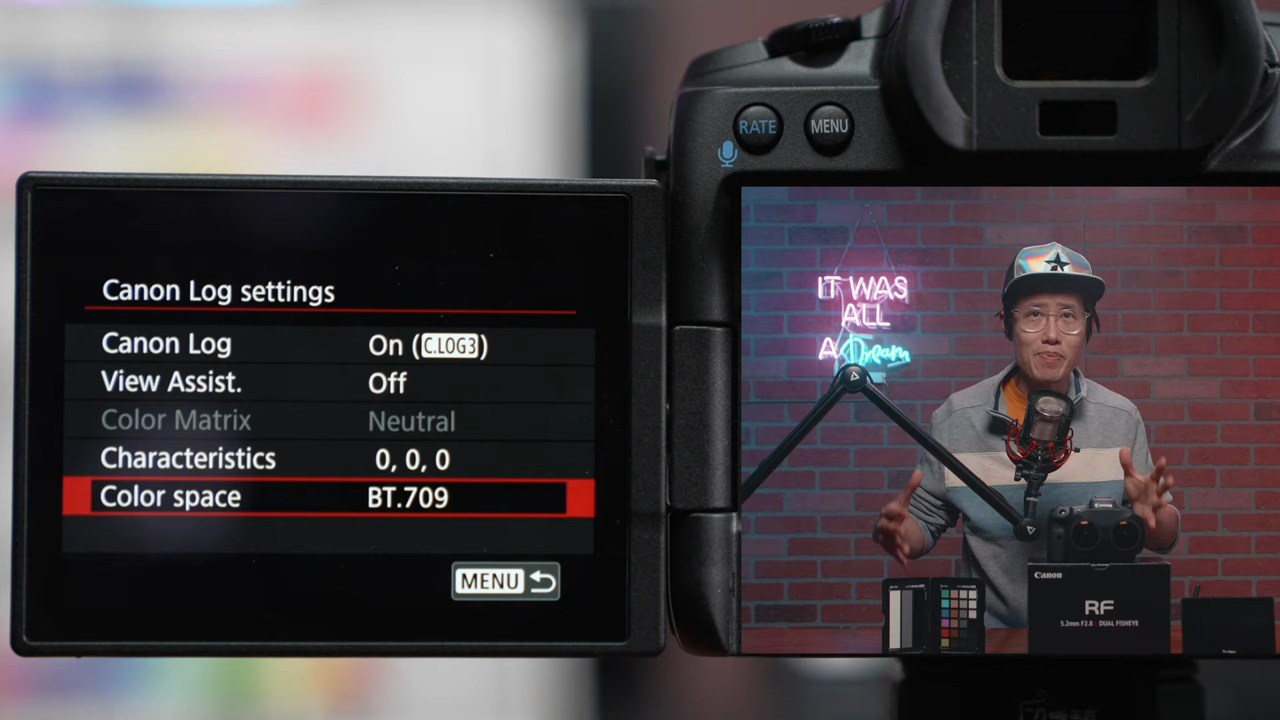 RATE
MENU
Canon Log settings
Canon Log On (C.LOG3)
View Assist. Off
Color Matrix Neutral
Characteristics 0, 0, 0
Color space BT.709
MENU
IT WAS
ALL
A Dream
Canon
Canon
RF
5.2mm F2.8 L DUAL FISHEYE